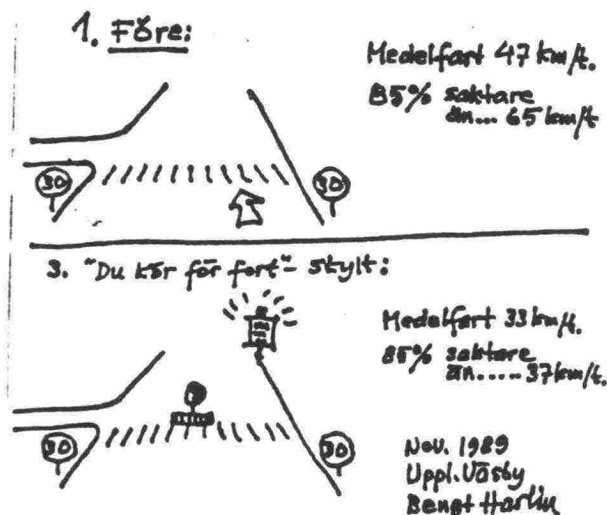 1. Före:
Medelfart 47 km/t.
85% saktare
än... 65 km/t
30
30
3. "Du kör för fort"- skylt:
Medelfart 33 km/t.
85% saktare
än..... 37 km/t.
30
30
Nov. 1989
Uppl. Väsby
Bengt Harlin